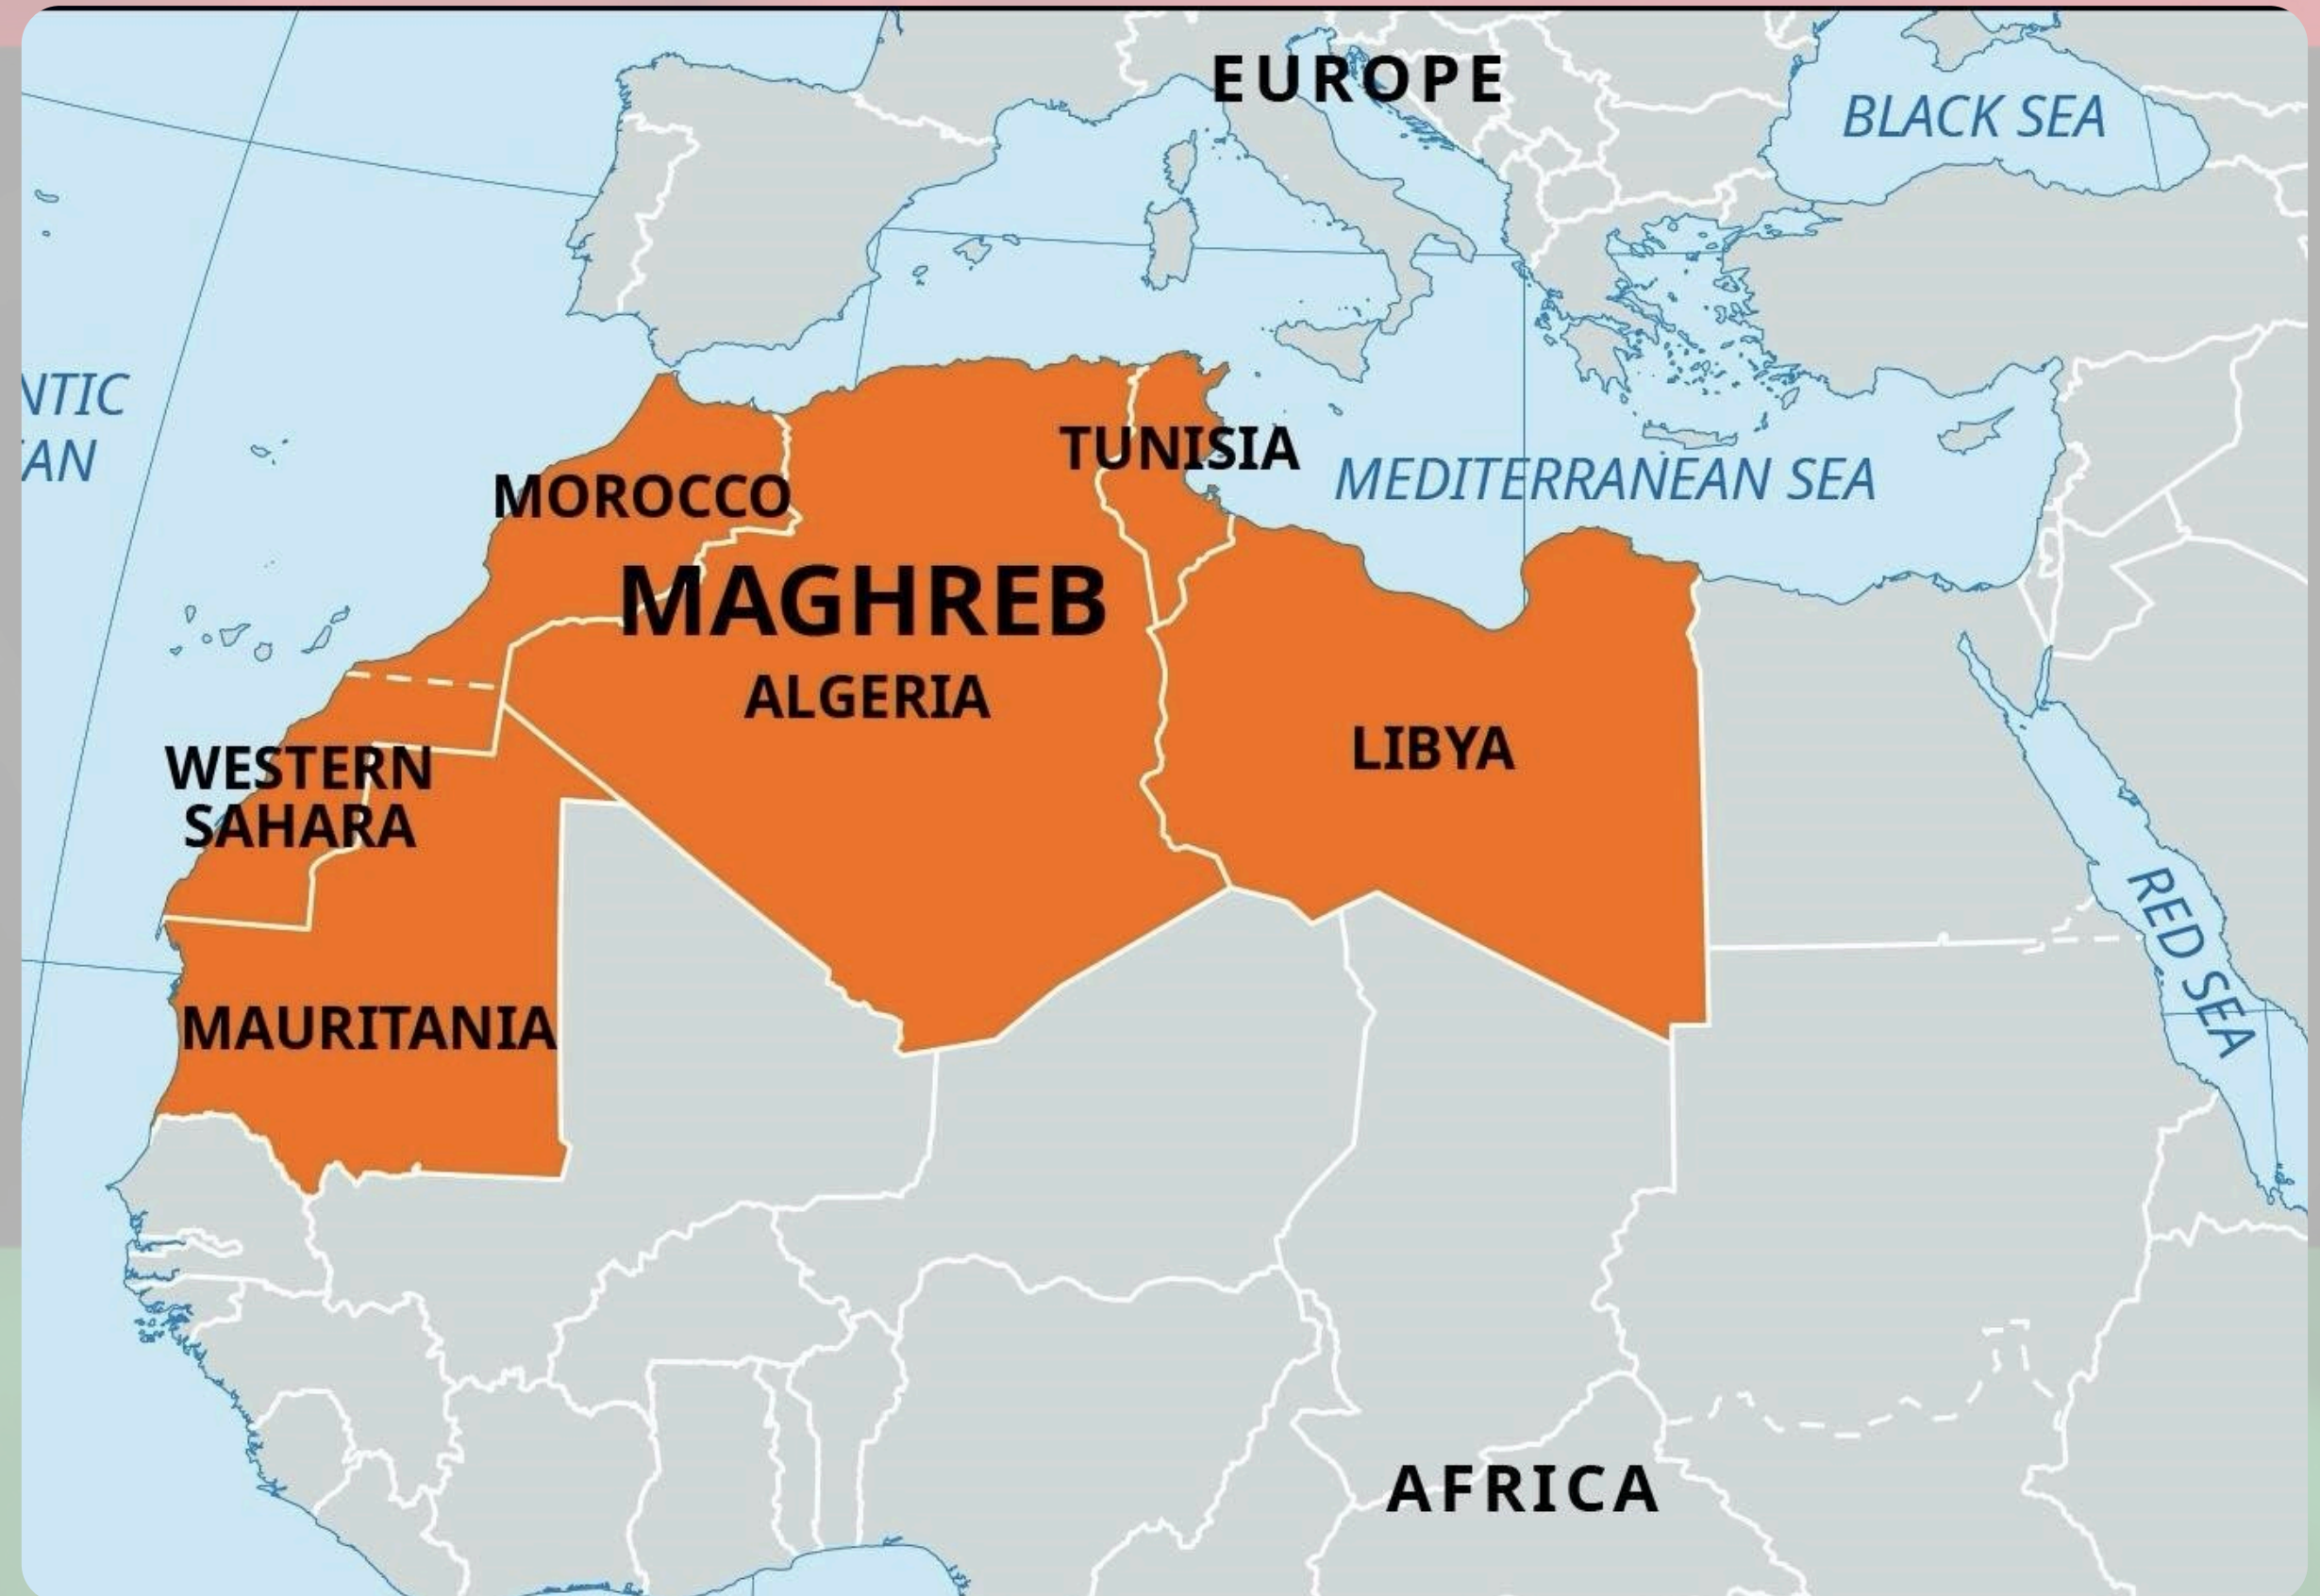 EUROPE
BLACK SEA
NTIC
AN
TUNISIA
MEDITERRANEAN SEA
MOROCCO
MAGHREB
ALGERIA
LIBYA
WESTERN
SAHARA
RED SEA
MAURITANIA
AFRICA